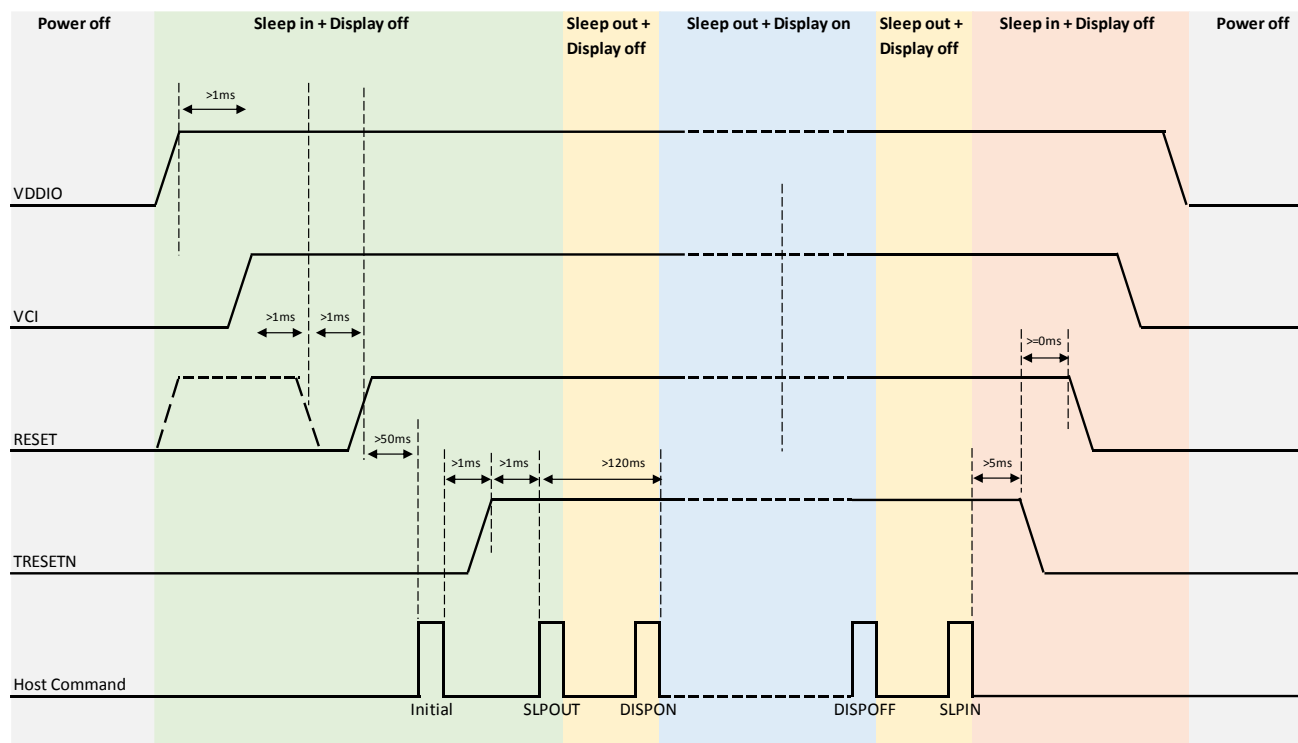 Power off
Sleep in + Display off
Sleep out +
Display off
Sleep out + Display on
Sleep out +
Display off
Sleep in + Display off
Power off
>1ms
VDDIO
VCI
>1ms
>1ms
>=0ms
RESET
>50ms
>1ms
>1ms
>120ms
>5ms
TRESETN
Host Command
Initial
SLPOUT
DISPON
DISPOFF
SLPIN